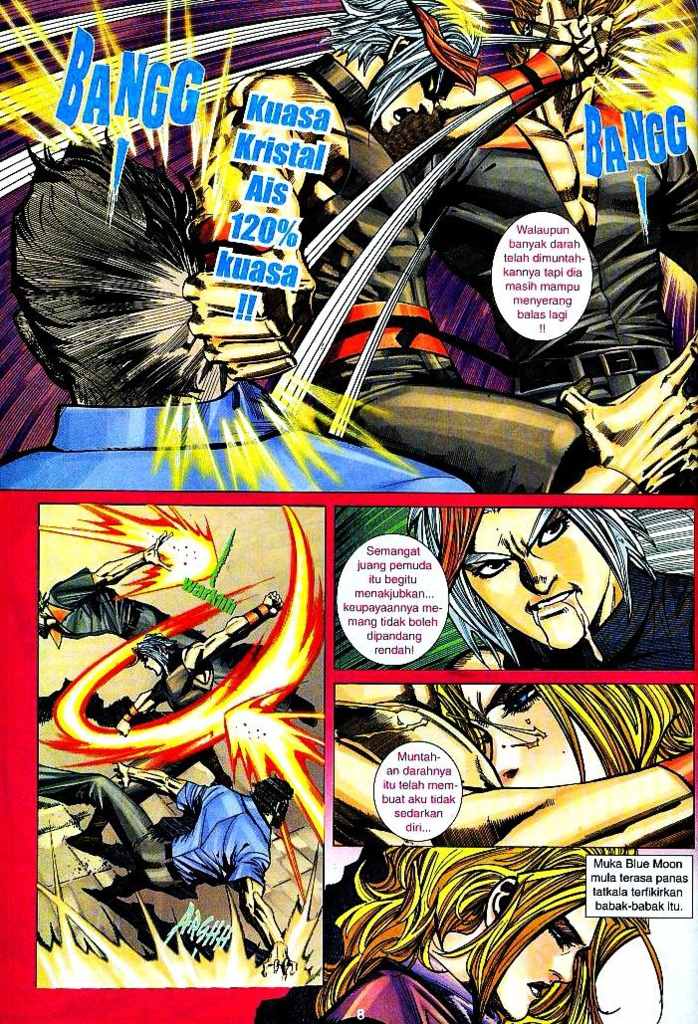 BANGG
Kuasa
Kristal
Ais
120%
kuasa
!!
BANGG
Walaupun
banyak darah
telah dimuntah-
kannya tapi dia
masih mampu
menyerang
balas lagi
!!
Warkhh
ARGHH
Semangat
juang pemuda
itu begitu
menakjubkan...
keupayaannya me-
mang tidak boleh
dipandang
rendah!
Muntah-
an darahnya
itu telah mem-
buat aku tidak
sedarkan
diri...
Muka Blue Moon
mula terasa panas
tatkala terfikirkan
babak-babak itu.
8